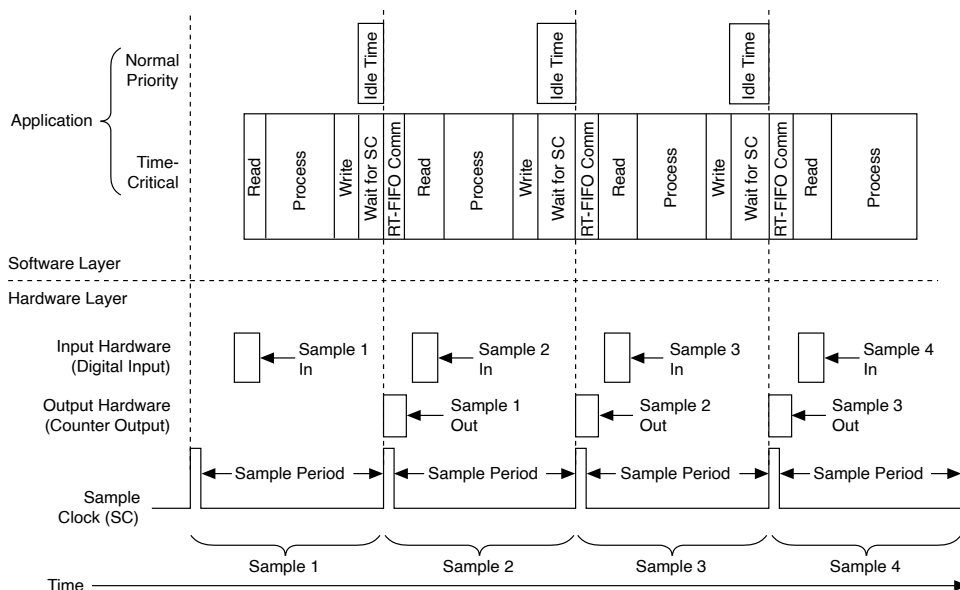 Normal
Priority
Idle Time
Idle Time
Idle Time
Application
Time-
Critical
Read
Process
Write
Wait for SC
RT-FIFO Comm
Read
Process
Write
Wait for SC
RT-FIFO Comm
Read
Process
Write
Wait for SC
RT-FIFO Comm
Read
Process
Software Layer
Hardware Layer
Input Hardware
(Digital Input)
Sample 1
In
Sample 2
In
Sample 3
In
Sample 4
In
Output Hardware
(Counter Output)
Sample 1
Out
Sample 2
Out
Sample 3
Out
Sample Period
Sample Period
Sample Period
Sample Period
Sample
Clock (SC)
Sample 1
Sample 2
Sample 3
Sample 4
Time